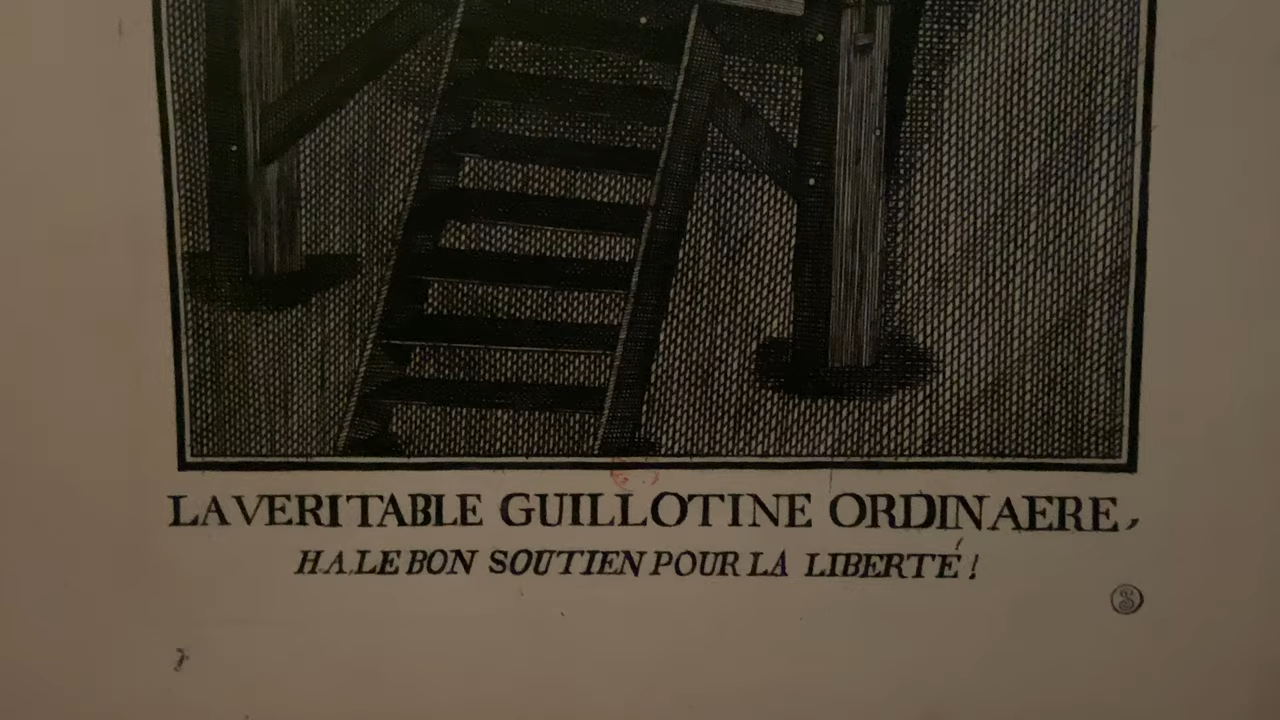 LA VERITABLE GUILLOTINE ORDINAERE,
HA LE BON SOUTIEN POUR LA LIBERTÉ!
S